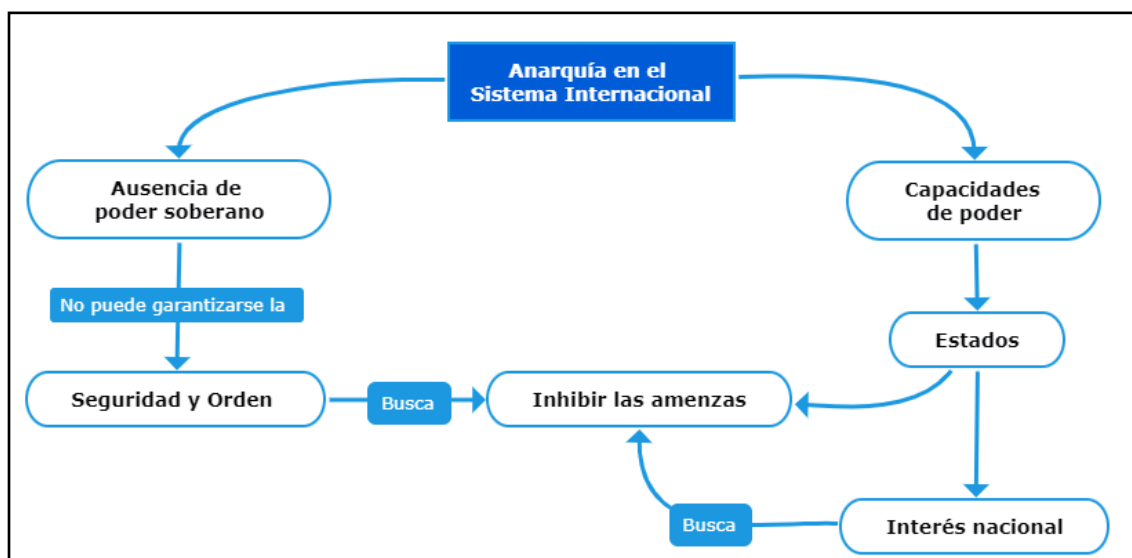 Anarquía en el
Sistema Internacional
Ausencia de
poder soberano
Capacidades
de poder
No puede garantizarse la
Estados
Seguridad y Orden
Busca
Inhibir las amenzas
Busca
Interés nacional